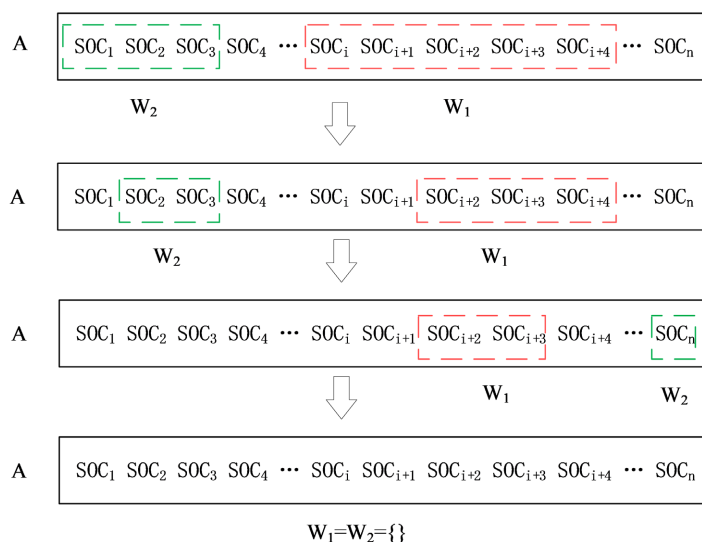 A SOC₁ SOC₂ SOC₃ SOC₄ ··· SOCᵢ SOCᵢ₊₁ SOCᵢ₊₂ SOCᵢ₊₃ SOCᵢ₊₄ ··· SOCₙ
W₂ W₁
A SOC₁ SOC₂ SOC₃ SOC₄ ··· SOCᵢ SOCᵢ₊₁ SOCᵢ₊₂ SOCᵢ₊₃ SOCᵢ₊₄ ··· SOCₙ
W₂ W₁
A SOC₁ SOC₂ SOC₃ SOC₄ ··· SOCᵢ SOCᵢ₊₁ SOCᵢ₊₂ SOCᵢ₊₃ SOCᵢ₊₄ ··· SOCₙ
W₁ W₂
A SOC₁ SOC₂ SOC₃ SOC₄ ··· SOCᵢ SOCᵢ₊₁ SOCᵢ₊₂ SOCᵢ₊₃ SOCᵢ₊₄ ··· SOCₙ
W₁=W₂={}